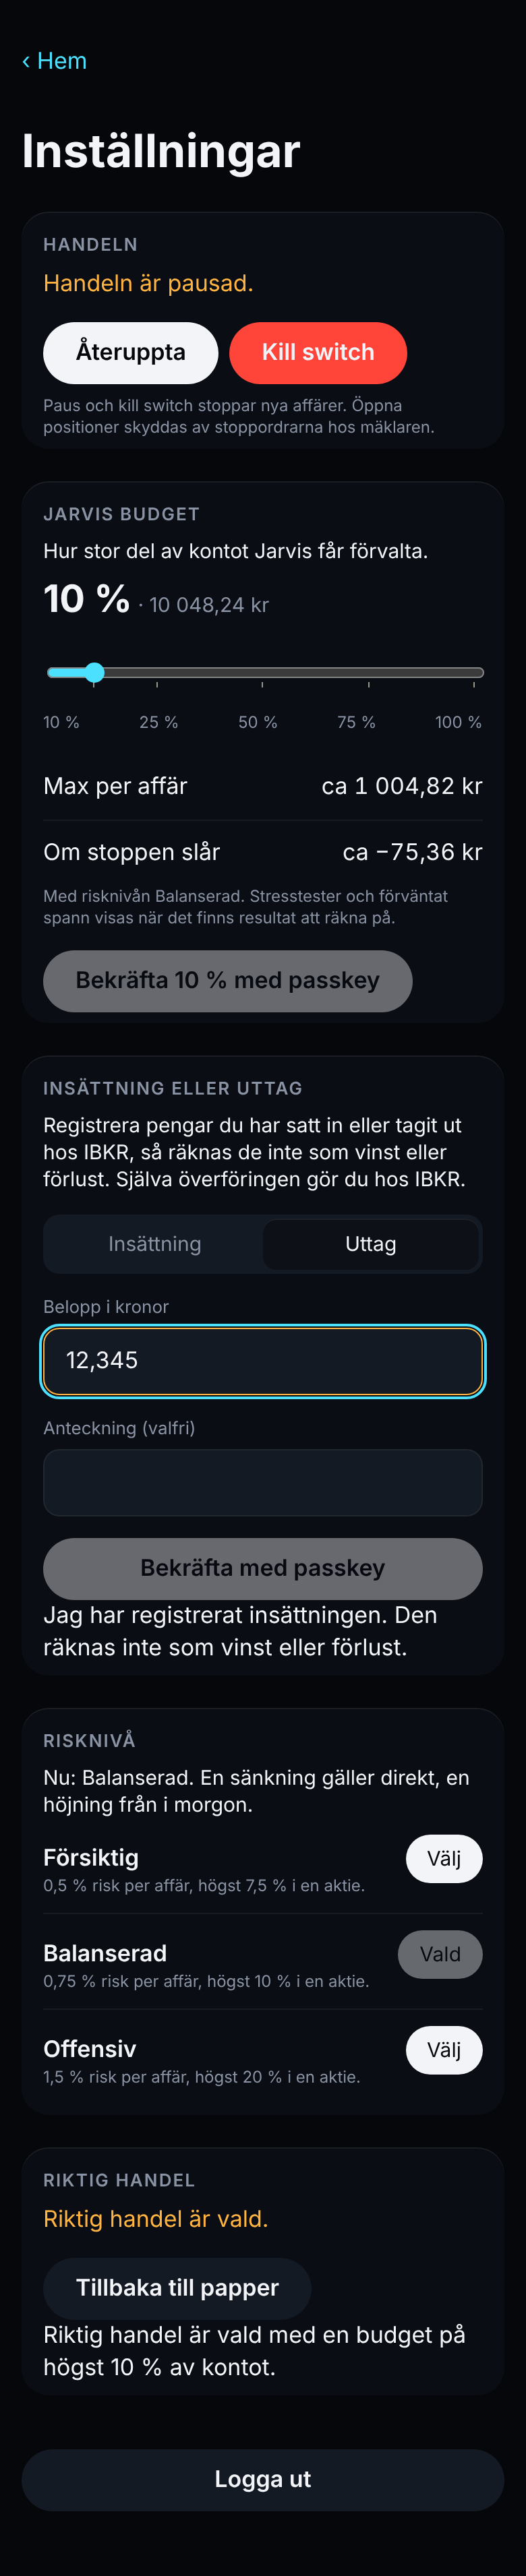 ‹ Hem
Inställningar
HANDELN
Handeln är pausad.
Återuppta
Kill switch
Paus och kill switch stoppar nya affärer. Öppna
positioner skyddas av stoppordrarna hos mäklaren.
JARVIS BUDGET
Hur stor del av kontot Jarvis får förvalta.
10 % · 10 048,24 kr
10 % 25 % 50 % 75 % 100 %
Max per affär ca 1 004,82 kr
Om stoppen slår ca −75,36 kr
Med risknivån Balanserad. Stresstester och förväntat
spann visas när det finns resultat att räkna på.
Bekräfta 10 % med passkey
INSÄTTNING ELLER UTTAG
Registrera pengar du har satt in eller tagit ut
hos IBKR, så räknas de inte som vinst eller
förlust. Själva överföringen gör du hos IBKR.
Insättning Uttag
Belopp i kronor
12,345
Anteckning (valfri)
Bekräfta med passkey
Jag har registrerat insättningen. Den
räknas inte som vinst eller förlust.
RISKNIVÅ
Nu: Balanserad. En sänkning gäller direkt, en
höjning från i morgon.
Försiktig
0,5 % risk per affär, högst 7,5 % i en aktie.
Välj
Balanserad
0,75 % risk per affär, högst 10 % i en aktie.
Vald
Offensiv
1,5 % risk per affär, högst 20 % i en aktie.
Välj
RIKTIG HANDEL
Riktig handel är vald.
Tillbaka till papper
Riktig handel är vald med en budget på
högst 10 % av kontot.
Logga ut